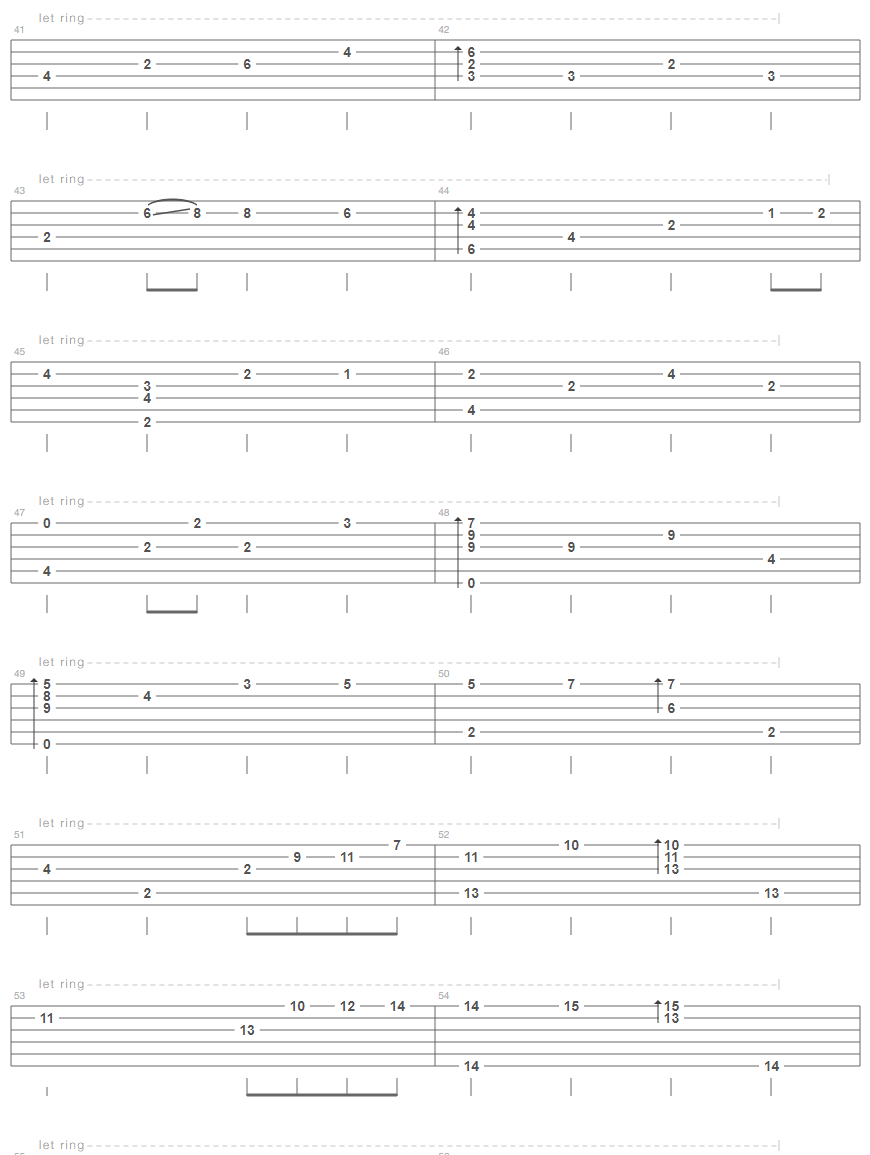 let ring
41 42
6
4 6
2 6 2 2
4 3 3 3
let ring
43 44
6 8 8 6 4 1 2
4 2
2 4
6
let ring
45 46
4 2 1 2 4
3 2 2
4
4
2
let ring
47 48
0 2 3 7
9 9
2 2 9 9
4
4
0
let ring
49 50
5 3 5 5 7 7
8 4
9 6
2 2
0
let ring
51 52
7 10 10
9 11 11 11
4 2 13
2 13 13
let ring
53 54
10 12 14 14 15 15
11 13
13
14 14
let ring